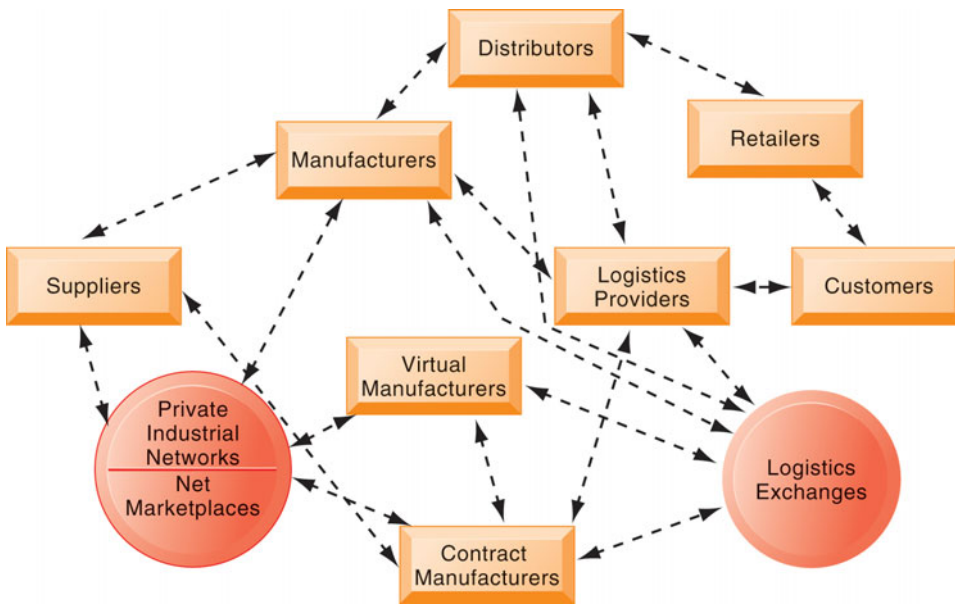 Distributors
Retailers
Manufacturers
Suppliers
Logistics
Providers
Customers
Virtual
Manufacturers
Private
Industrial
Networks
Net
Marketplaces
Logistics
Exchanges
Contract
Manufacturers